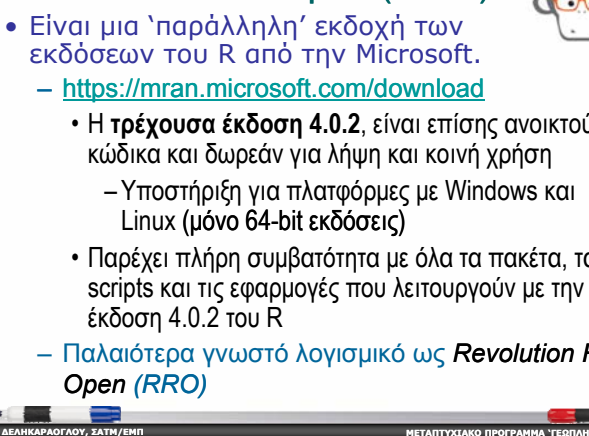 • Είναι μια ‘παράλληλη’ εκδοχή των
εκδόσεων του R από την Microsoft.
– https://mran.microsoft.com/download
• Η τρέχουσα έκδοση 4.0.2, είναι επίσης ανοικτού
κώδικα και δωρεάν για λήψη και κοινή χρήση
– Υποστήριξη για πλατφόρμες με Windows και
Linux (μόνο 64-bit εκδόσεις)
• Παρέχει πλήρη συμβατότητα με όλα τα πακέτα, τα
scripts και τις εφαρμογές που λειτουργούν με την
έκδοση 4.0.2 του R
– Παλαιότερα γνωστό λογισμικό ως Revolution R
Open (RRO)
ΔΕΛΗΚΑΡΑΟΓΛΟΥ, ΣΑΤΜ/ΕΜΠ
ΜΕΤΑΠΤΥΧΙΑΚΟ ΠΡΟΓΡΑΜΜΑ ‘ΓΕΩΠΛΗ